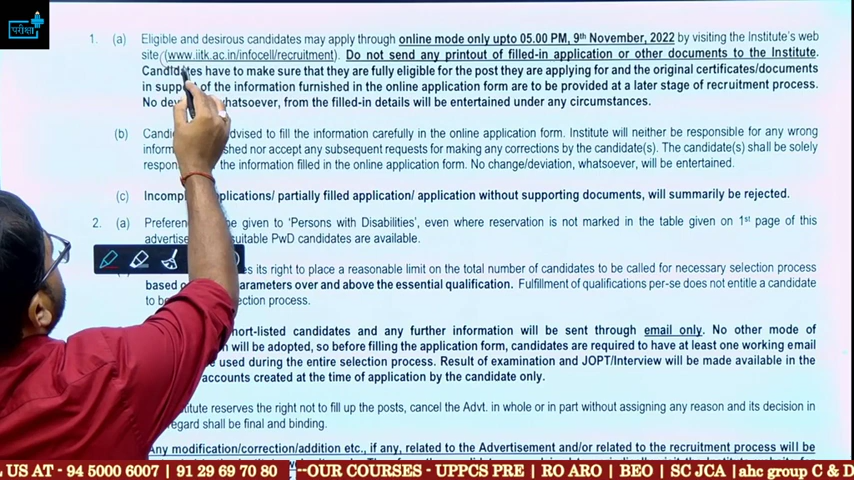 परीक्षा
1. (a) Eligible and desirous candidates may apply through online mode only upto 05.00 PM, 9th November, 2022 by visiting the Institute's web
site (www.iitk.ac.in/infocell/recruitment). Do not send any printout of filled-in application or other documents to the Institute.
Candidates have to make sure that they are fully eligible for the post they are applying for and the original certificates/documents
in support of the information furnished in the online application form are to be provided at a later stage of recruitment process.
No whatsoever, from the filled-in details will be entertained under any circumstances.
(b) advised to fill the information carefully in the online application form. Institute will neither be responsible for any wrong
nor accept any subsequent requests for making any corrections by the candidate(s). The candidate(s) shall be solely
the information filled in the online application form. No change/deviation, whatsoever, will be entertained.
(c) applications/ partially filled application/ application without supporting documents, will summarily be rejected.
2. (a) be given to 'Persons with Disabilities', even where reservation is not marked in the table given on 1st page of this
suitable PwD candidates are available.
its right to place a reasonable limit on the total number of candidates to be called for necessary selection process
based parameters over and above the essential qualification. Fulfillment of qualifications per-se does not entitle a candidate
to process.
short-listed candidates and any further information will be sent through email only. No other mode of
will be adopted, so before filling the application form, candidates are required to have at least one working email
used during the entire selection process. Result of examination and JOPT/Interview will be made available in the
accounts created at the time of application by the candidate only.
reserves the right not to fill up the posts, cancel the Advt. in whole or in part without assigning any reason and its decision in
shall be final and binding.
Any modification/correction/addition etc., if any, related to the Advertisement and/or related to the recruitment process will be
L US AT - 94 5000 6007 | 91 29 69 70 80 --OUR COURSES - UPPCS PRE | RO ARO | BEO | SC JCA | ahc group C & D